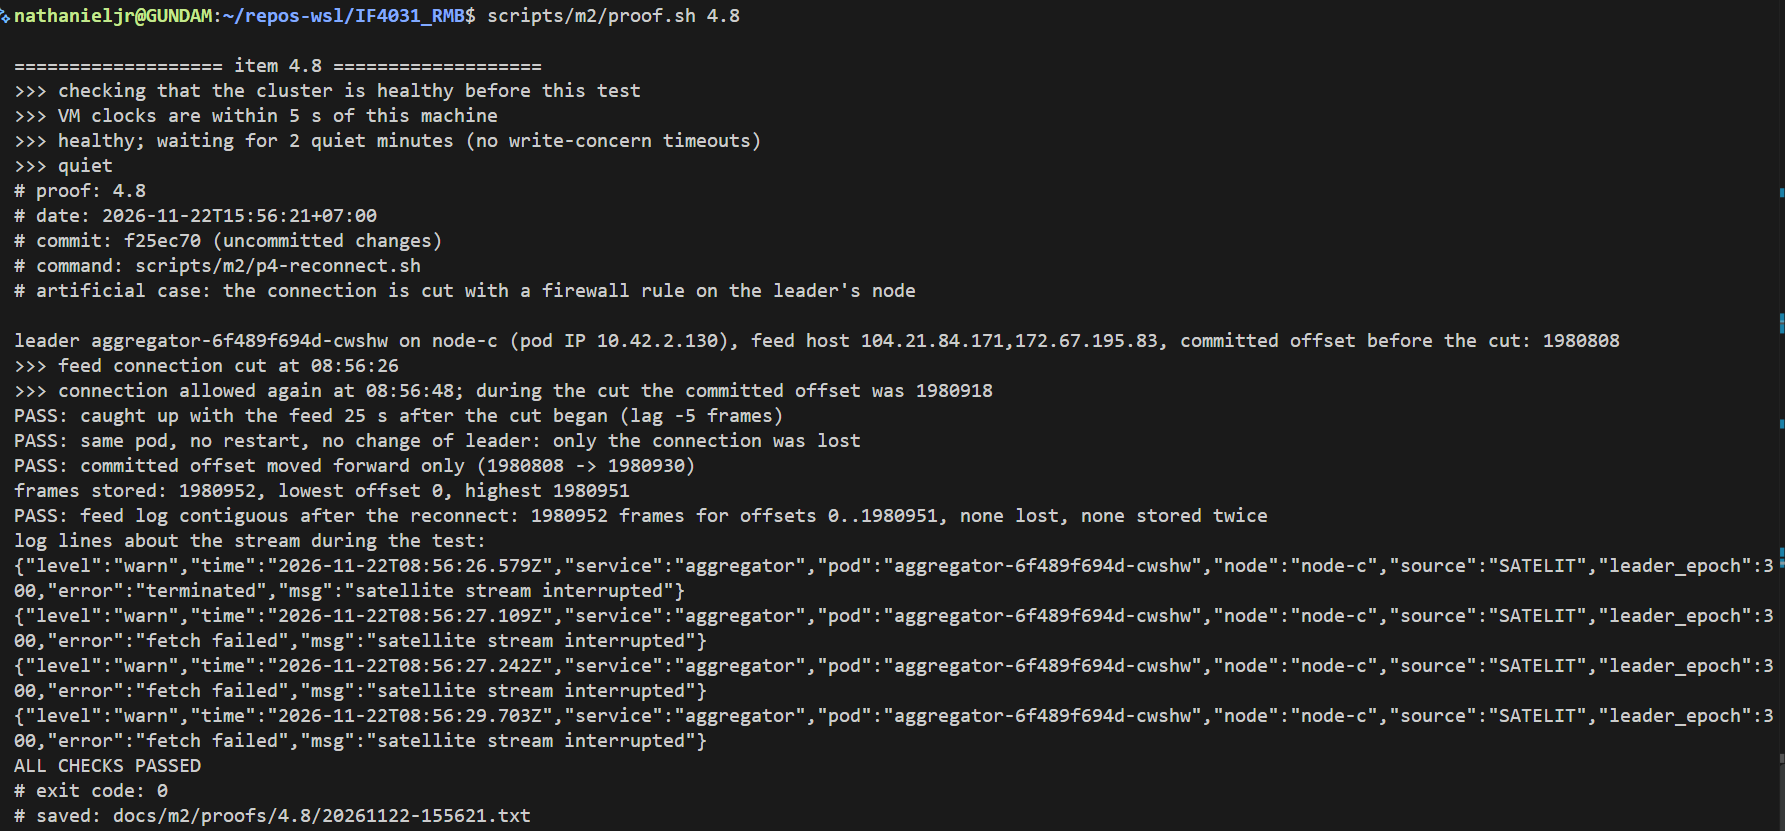 nathanieljr@GUNDAM:~/repos-wsl/IF4031_RMB$ scripts/m2/proof.sh 4.8
=================== item 4.8 ===================
>>> checking that the cluster is healthy before this test
>>> VM clocks are within 5 s of this machine
>>> healthy; waiting for 2 quiet minutes (no write-concern timeouts)
>>> quiet
# proof: 4.8
# date: 2026-11-22T15:56:21+07:00
# commit: f25ec70 (uncommitted changes)
# command: scripts/m2/p4-reconnect.sh
# artificial case: the connection is cut with a firewall rule on the leader's node
leader aggregator-6f489f694d-cwshw on node-c (pod IP 10.42.2.130), feed host 104.21.84.171,172.67.195.83, committed offset before the cut: 1980808
>>> feed connection cut at 08:56:26
>>> connection allowed again at 08:56:48; during the cut the committed offset was 1980918
PASS: caught up with the feed 25 s after the cut began (lag -5 frames)
PASS: same pod, no restart, no change of leader: only the connection was lost
PASS: committed offset moved forward only (1980808 -> 1980930)
frames stored: 1980952, lowest offset 0, highest 1980951
PASS: feed log contiguous after the reconnect: 1980952 frames for offsets 0..1980951, none lost, none stored twice
log lines about the stream during the test:
{"level":"warn","time":"2026-11-22T08:56:26.579Z","service":"aggregator","pod":"aggregator-6f489f694d-cwshw","node":"node-c","source":"SATELIT","leader_epoch":3
00,"error":"terminated","msg":"satellite stream interrupted"}
{"level":"warn","time":"2026-11-22T08:56:27.109Z","service":"aggregator","pod":"aggregator-6f489f694d-cwshw","node":"node-c","source":"SATELIT","leader_epoch":3
00,"error":"fetch failed","msg":"satellite stream interrupted"}
{"level":"warn","time":"2026-11-22T08:56:27.242Z","service":"aggregator","pod":"aggregator-6f489f694d-cwshw","node":"node-c","source":"SATELIT","leader_epoch":3
00,"error":"fetch failed","msg":"satellite stream interrupted"}
{"level":"warn","time":"2026-11-22T08:56:29.703Z","service":"aggregator","pod":"aggregator-6f489f694d-cwshw","node":"node-c","source":"SATELIT","leader_epoch":3
00,"error":"fetch failed","msg":"satellite stream interrupted"}
ALL CHECKS PASSED
# exit code: 0
# saved: docs/m2/proofs/4.8/20261122-155621.txt